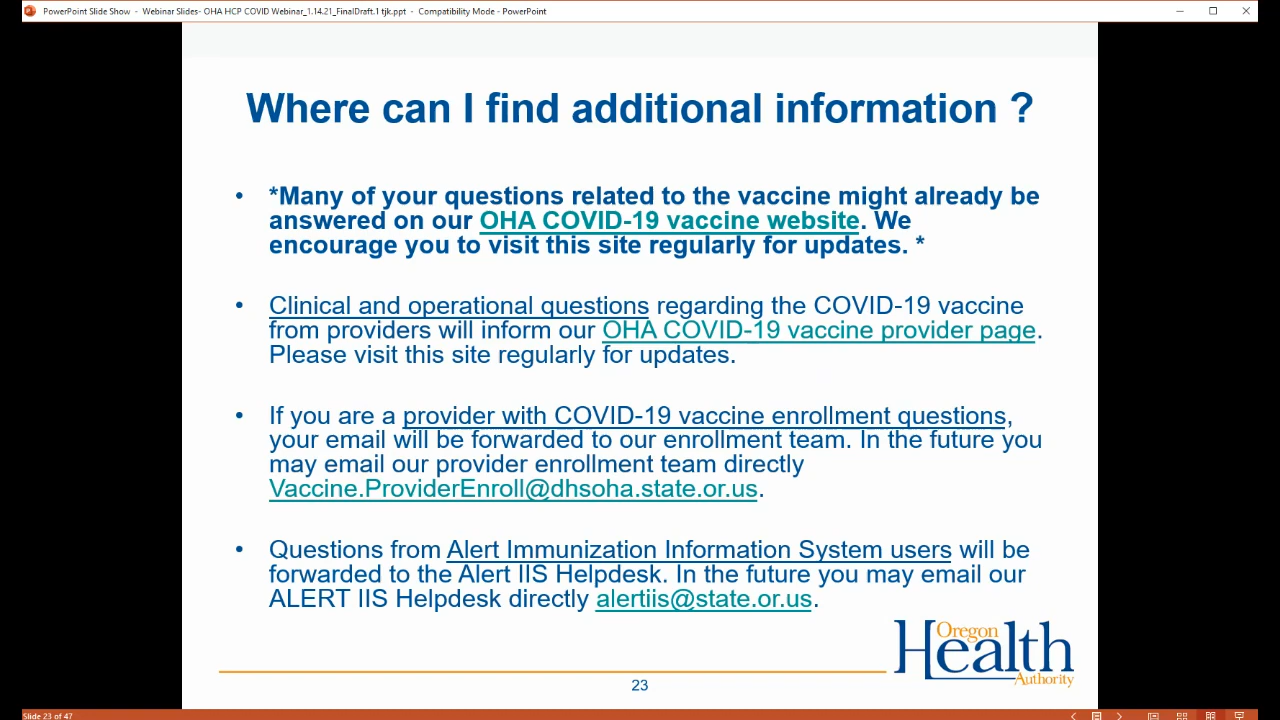 PowerPoint Slide Show - Webinar Slides- OHA HCP COVID Webinar_1.14.21_FinalDraft.1 tjk.ppt - Compatibility Mode - PowerPoint
Where can I find additional information ?
• *Many of your questions related to the vaccine might already be
answered on our OHA COVID-19 vaccine website. We
encourage you to visit this site regularly for updates. *
• Clinical and operational questions regarding the COVID-19 vaccine
from providers will inform our OHA COVID-19 vaccine provider page.
Please visit this site regularly for updates.
• If you are a provider with COVID-19 vaccine enrollment questions,
your email will be forwarded to our enrollment team. In the future you
may email our provider enrollment team directly
Vaccine.ProviderEnroll@dhsoha.state.or.us.
• Questions from Alert Immunization Information System users will be
forwarded to the Alert IIS Helpdesk. In the future you may email our
ALERT IIS Helpdesk directly alertiis@state.or.us.
Oregon
Health
Authority
23
Slide 23 of 47